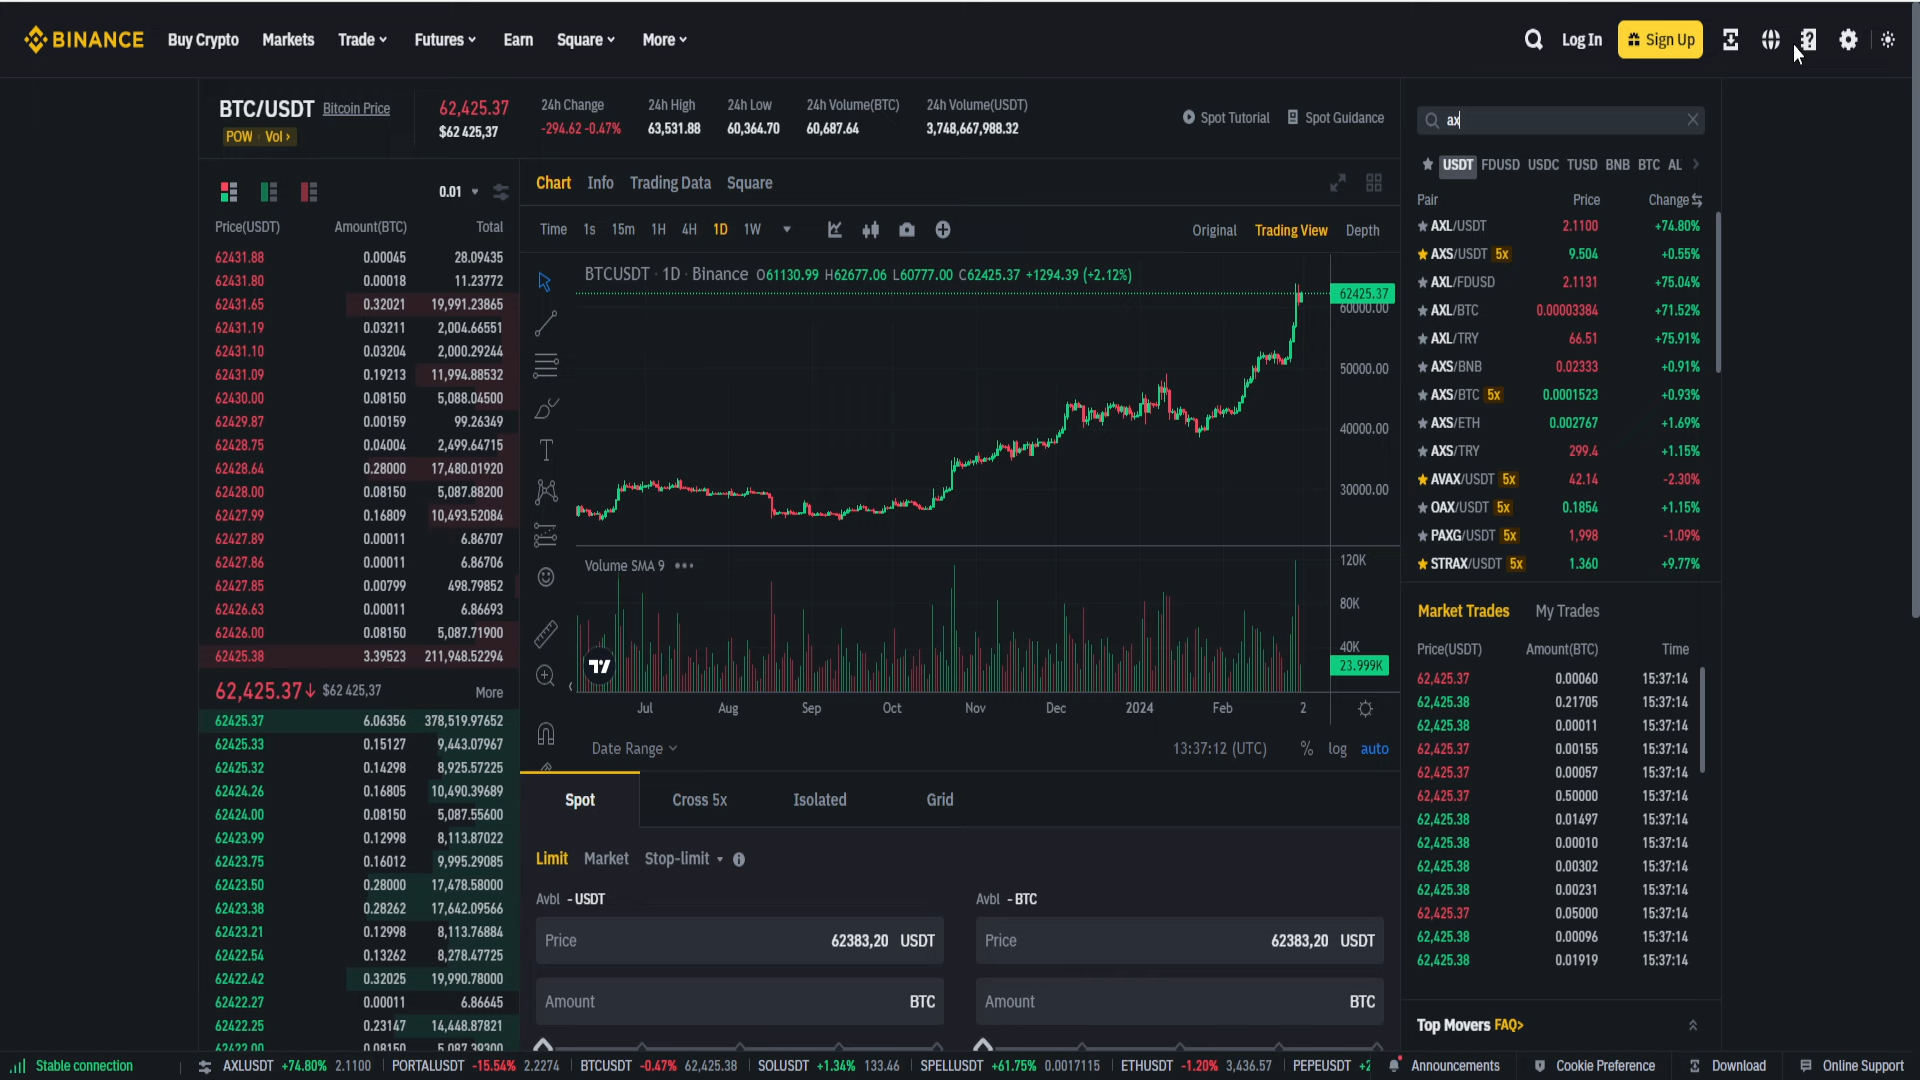 BINANCE Buy Crypto Markets Trade Futures Earn Square More Log In Sign Up
BTC/USDT Bitcoin Price
POW Vol ›
62,425.37
$62 425,37
24h Change
-294.62 -0.47%
24h High
63,531.88
24h Low
60,364.70
24h Volume(BTC)
60,687.64
24h Volume(USDT)
3,748,667,988.32
Spot Tutorial Spot Guidance
0.01
Price(USDT) Amount(BTC) Total
62431.88 0.00045 28.09435
62431.80 0.00018 11.23772
62431.65 0.32021 19,991.23865
62431.19 0.03211 2,004.66551
62431.10 0.03204 2,000.29244
62431.09 0.19213 11,994.88532
62430.00 0.08150 5,088.04500
62429.87 0.00159 99.26349
62428.75 0.04004 2,499.64715
62428.64 0.28000 17,480.01920
62428.00 0.08150 5,087.88200
62427.99 0.16809 10,493.52084
62427.89 0.00011 6.86707
62427.86 0.00011 6.86706
62427.85 0.00799 498.79852
62426.63 0.00011 6.86693
62426.00 0.08150 5,087.71900
62425.38 3.39523 211,948.52294
62,425.37↓ $62 425,37 More
62425.37 6.06356 378,519.97652
62425.33 0.15127 9,443.07967
62425.32 0.14298 8,925.57225
62424.26 0.16805 10,490.39689
62424.00 0.08150 5,087.55600
62423.99 0.12998 8,113.87022
62423.75 0.16012 9,995.29085
62423.50 0.28000 17,478.58000
62423.38 0.28262 17,642.09566
62423.21 0.12998 8,113.76884
62422.54 0.13262 8,278.47725
62422.42 0.32025 19,990.78000
62422.27 0.00011 6.86645
62422.25 0.23147 14,448.87821
62422.00 0.08150 5,087.39300
Chart Info Trading Data Square
Time 1s 15m 1H 4H 1D 1W
Original Trading View Depth
BTCUSDT · 1D · Binance O61130.99 H62677.06 L60777.00 C62425.37 +1294.39 (+2.12%)
62425.37
60000.00
50000.00
40000.00
30000.00
Volume SMA 9
120K
80K
40K
23.999K
Jul Aug Sep Oct Nov Dec 2024 Feb 2
Date Range 13:37:12 (UTC) % log auto
Spot Cross 5x Isolated Grid
Limit Market Stop-limit
Avbl - USDT
Price 62383,20 USDT
Amount BTC
Avbl - BTC
Price 62383,20 USDT
Amount BTC
ax
USDT FDUSD USDC TUSD BNB BTC AL
Pair Price Change
AXL/USDT 2.1100 +74.80%
AXS/USDT 5x 9.504 +0.55%
AXL/FDUSD 2.1131 +75.04%
AXL/BTC 0.00003384 +71.52%
AXL/TRY 66.51 +75.91%
AXS/BNB 0.02333 +0.91%
AXS/BTC 5x 0.0001523 +0.93%
AXS/ETH 0.002767 +1.69%
AXS/TRY 299.4 +1.15%
AVAX/USDT 5x 42.14 -2.30%
OAX/USDT 5x 0.1854 +1.15%
PAXG/USDT 5x 1,998 -1.09%
STRAX/USDT 5x 1.360 +9.77%
Market Trades My Trades
Price(USDT) Amount(BTC) Time
62,425.37 0.00060 15:37:14
62,425.38 0.21705 15:37:14
62,425.38 0.00011 15:37:14
62,425.37 0.00155 15:37:14
62,425.37 0.00057 15:37:14
62,425.37 0.50000 15:37:14
62,425.38 0.01497 15:37:14
62,425.38 0.00010 15:37:14
62,425.38 0.00302 15:37:14
62,425.38 0.00231 15:37:14
62,425.37 0.05000 15:37:14
62,425.38 0.00096 15:37:14
62,425.38 0.01919 15:37:14
Top Movers FAQ>
Stable connection AXLUSDT +74.80% 2.1100 PORTALUSDT -15.54% 2.2274 BTCUSDT -0.47% 62,425.38 SOLUSDT +1.34% 133.46 SPELLUSDT +61.75% 0.0017115 ETHUSDT -1.20% 3,436.57 PEPEUSDT +2 Announcements Cookie Preference Download Online Support